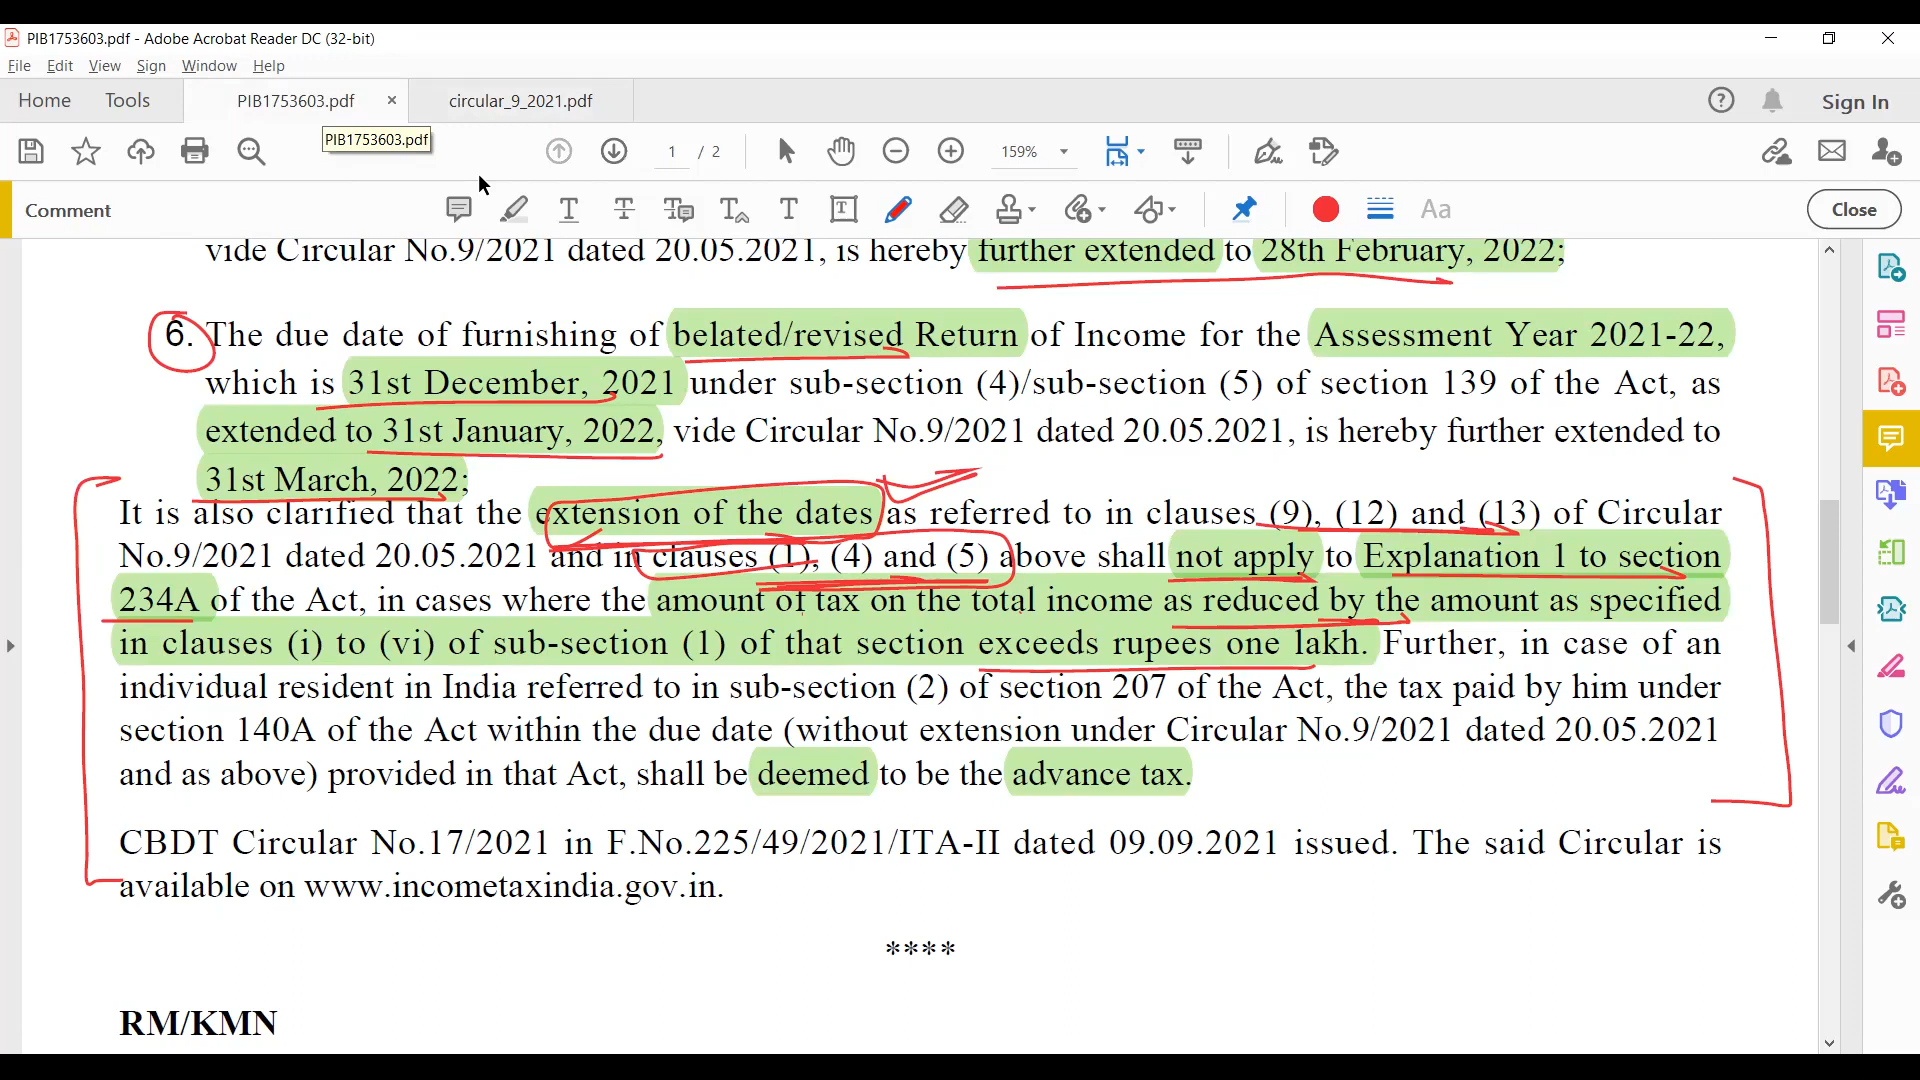 PIB1753603.pdf - Adobe Acrobat Reader DC (32-bit)
File Edit View Sign Window Help
Home Tools PIB1753603.pdf × circular_9_2021.pdf Sign In
PIB1753603.pdf
1 / 2 159%
Comment Aa Close
vide Circular No.9/2021 dated 20.05.2021, is hereby further extended to 28th February, 2022;
6. The due date of furnishing of belated/revised Return of Income for the Assessment Year 2021-22,
which is 31st December, 2021 under sub-section (4)/sub-section (5) of section 139 of the Act, as
extended to 31st January, 2022, vide Circular No.9/2021 dated 20.05.2021, is hereby further extended to
31st March, 2022;
It is also clarified that the extension of the dates as referred to in clauses (9), (12) and (13) of Circular
No.9/2021 dated 20.05.2021 and in clauses (1), (4) and (5) above shall not apply to Explanation 1 to section
234A of the Act, in cases where the amount of tax on the total income as reduced by the amount as specified
in clauses (i) to (vi) of sub-section (1) of that section exceeds rupees one lakh. Further, in case of an
individual resident in India referred to in sub-section (2) of section 207 of the Act, the tax paid by him under
section 140A of the Act within the due date (without extension under Circular No.9/2021 dated 20.05.2021
and as above) provided in that Act, shall be deemed to be the advance tax.
CBDT Circular No.17/2021 in F.No.225/49/2021/ITA-II dated 09.09.2021 issued. The said Circular is
available on www.incometaxindia.gov.in.
****
RM/KMN